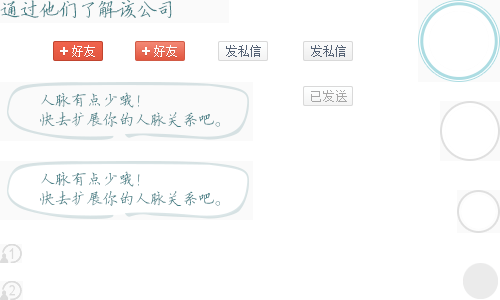 通过他们了解该公司
+好友 +好友 发私信 发私信
已发送
人脉有点少哦!
快去扩展你的人脉关系吧。
人脉有点少哦!
快去扩展你的人脉关系吧。
1
2